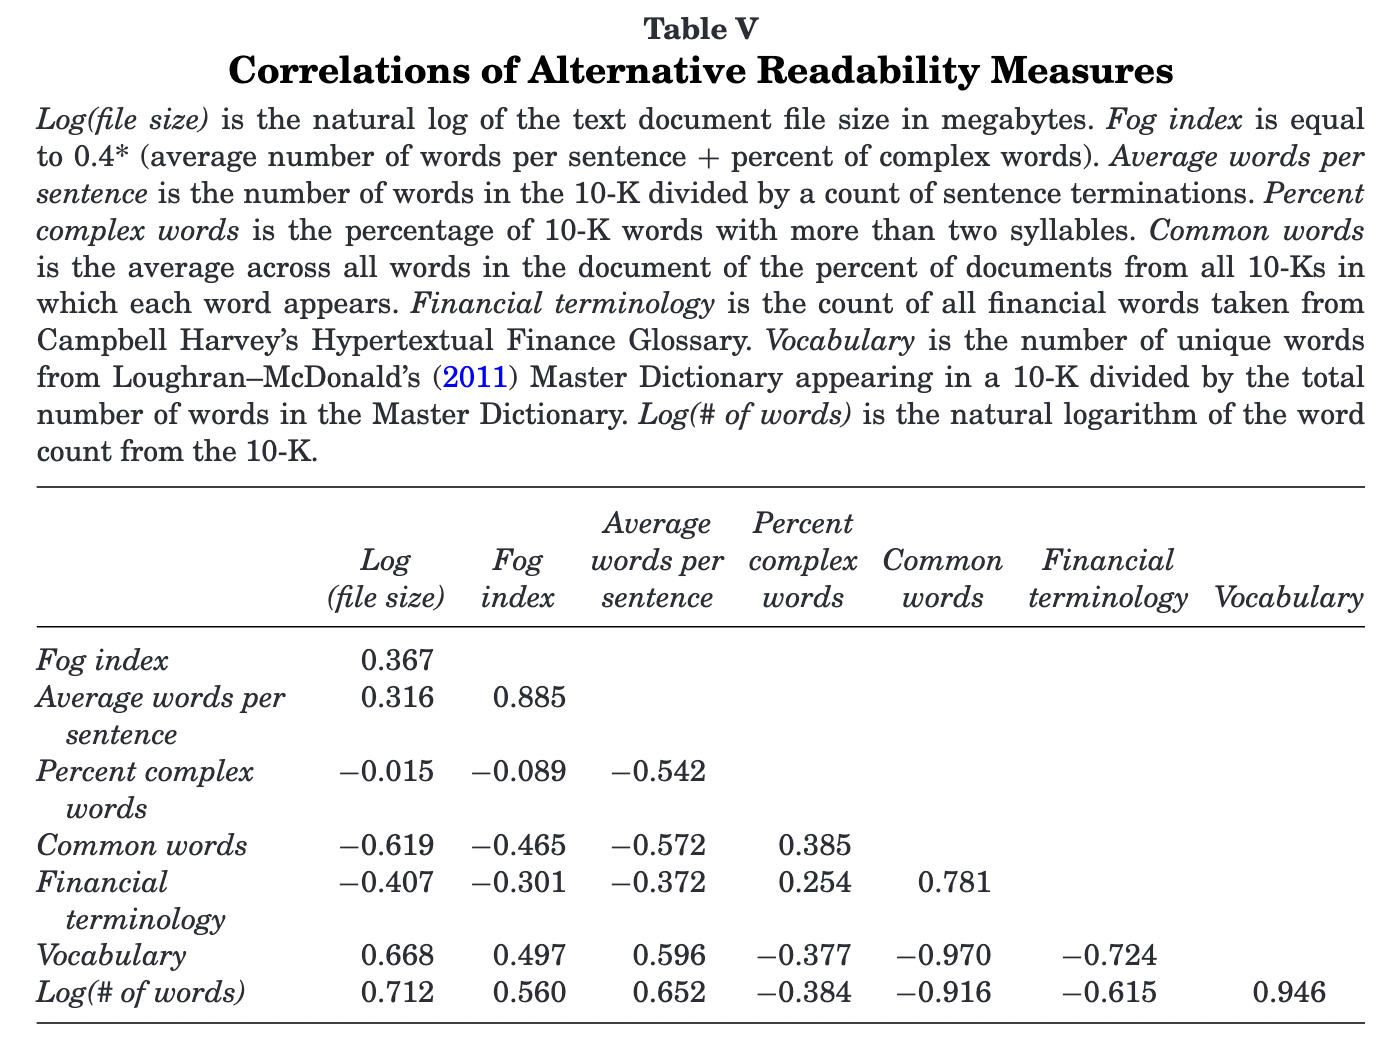 Table V
Correlations of Alternative Readability Measures
Log(file size) is the natural log of the text document file size in megabytes. Fog index is equal
to 0.4* (average number of words per sentence + percent of complex words). Average words per
sentence is the number of words in the 10-K divided by a count of sentence terminations. Percent
complex words is the percentage of 10-K words with more than two syllables. Common words
is the average across all words in the document of the percent of documents from all 10-Ks in
which each word appears. Financial terminology is the count of all financial words taken from
Campbell Harvey's Hypertextual Finance Glossary. Vocabulary is the number of unique words
from Loughran–McDonald's (2011) Master Dictionary appearing in a 10-K divided by the total
number of words in the Master Dictionary. Log(# of words) is the natural logarithm of the word
count from the 10-K.
Average Percent
Log Fog words per complex Common Financial
(file size) index sentence words words terminology Vocabulary
Fog index 0.367
Average words per 0.316 0.885
sentence
Percent complex −0.015 −0.089 −0.542
words
Common words −0.619 −0.465 −0.572 0.385
Financial −0.407 −0.301 −0.372 0.254 0.781
terminology
Vocabulary 0.668 0.497 0.596 −0.377 −0.970 −0.724
Log(# of words) 0.712 0.560 0.652 −0.384 −0.916 −0.615 0.946